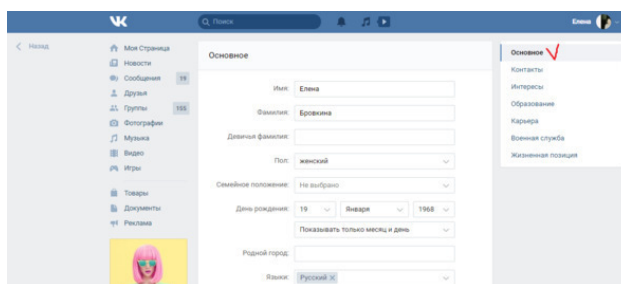 Поиск
Елена
Назад
Моя Страница
Новости
Сообщения 19
Друзья
Группы 155
Фотографии
Музыка
Видео
Игры
Товары
Документы
Реклама
Основное
Имя: Елена
Фамилия: Бровкина
Девичья фамилия:
Пол: женский
Семейное положение: Не выбрано
День рождения: 19 Января 1968
Показывать только месяц и день
Родной город:
Языки: Русский
Основное
Контакты
Интересы
Образование
Карьера
Военная служба
Жизненная позиция